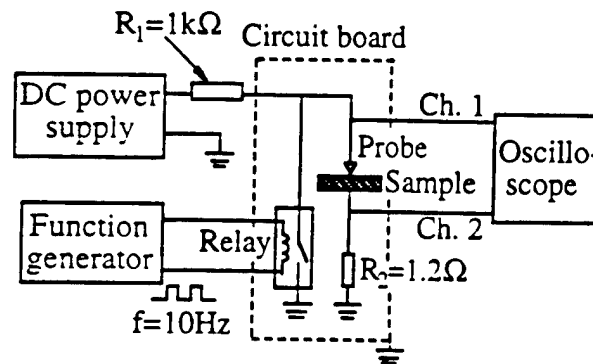 R₁=1kΩ
Circuit board
DC power
supply
Ch. 1
Probe
Sample
Oscillo-
scope
Function
generator
Relay
Ch. 2
R₂=1.2Ω
f=10Hz